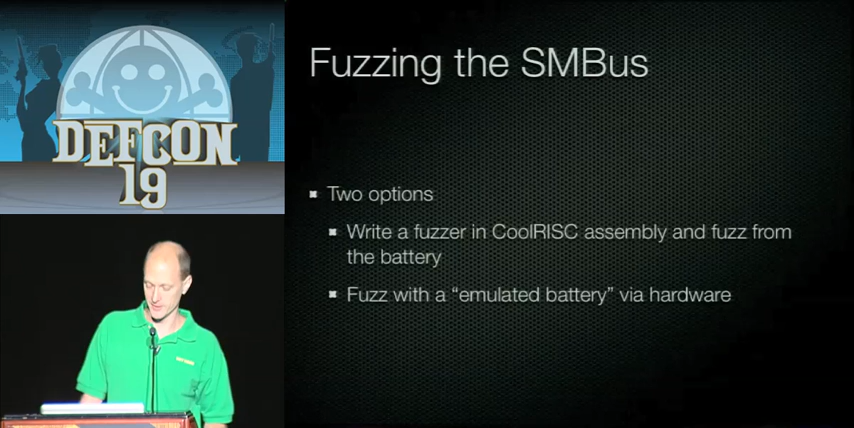 DEFCON
19
Fuzzing the SMBus
Two options
Write a fuzzer in CoolRISC assembly and fuzz from
the battery
Fuzz with a “emulated battery” via hardware